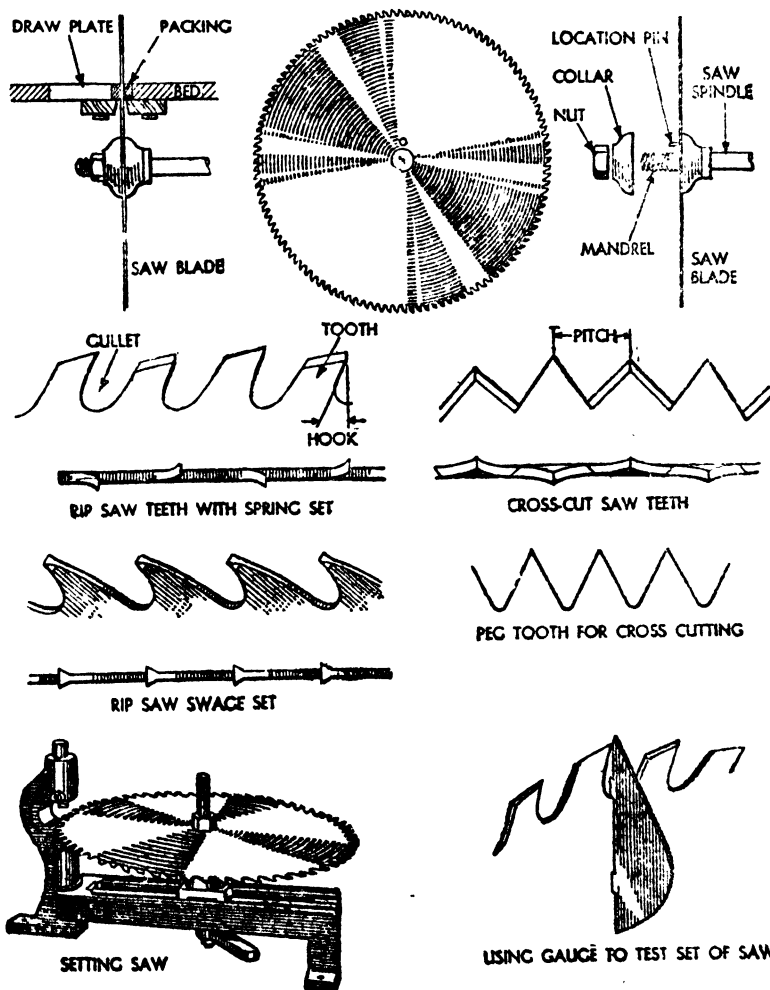 DRAW PLATE
PACKING
BED
SAW BLADE
LOCATION PIN
COLLAR
NUT
SAW
SPINDLE
MANDREL
SAW
BLADE
GULLET
TOOTH
HOOK
RIP SAW TEETH WITH SPRING SET
PITCH
CROSS-CUT SAW TEETH
RIP SAW SWAGE SET
PEG TOOTH FOR CROSS CUTTING
SETTING SAW
USING GAUGE TO TEST SET OF SAW